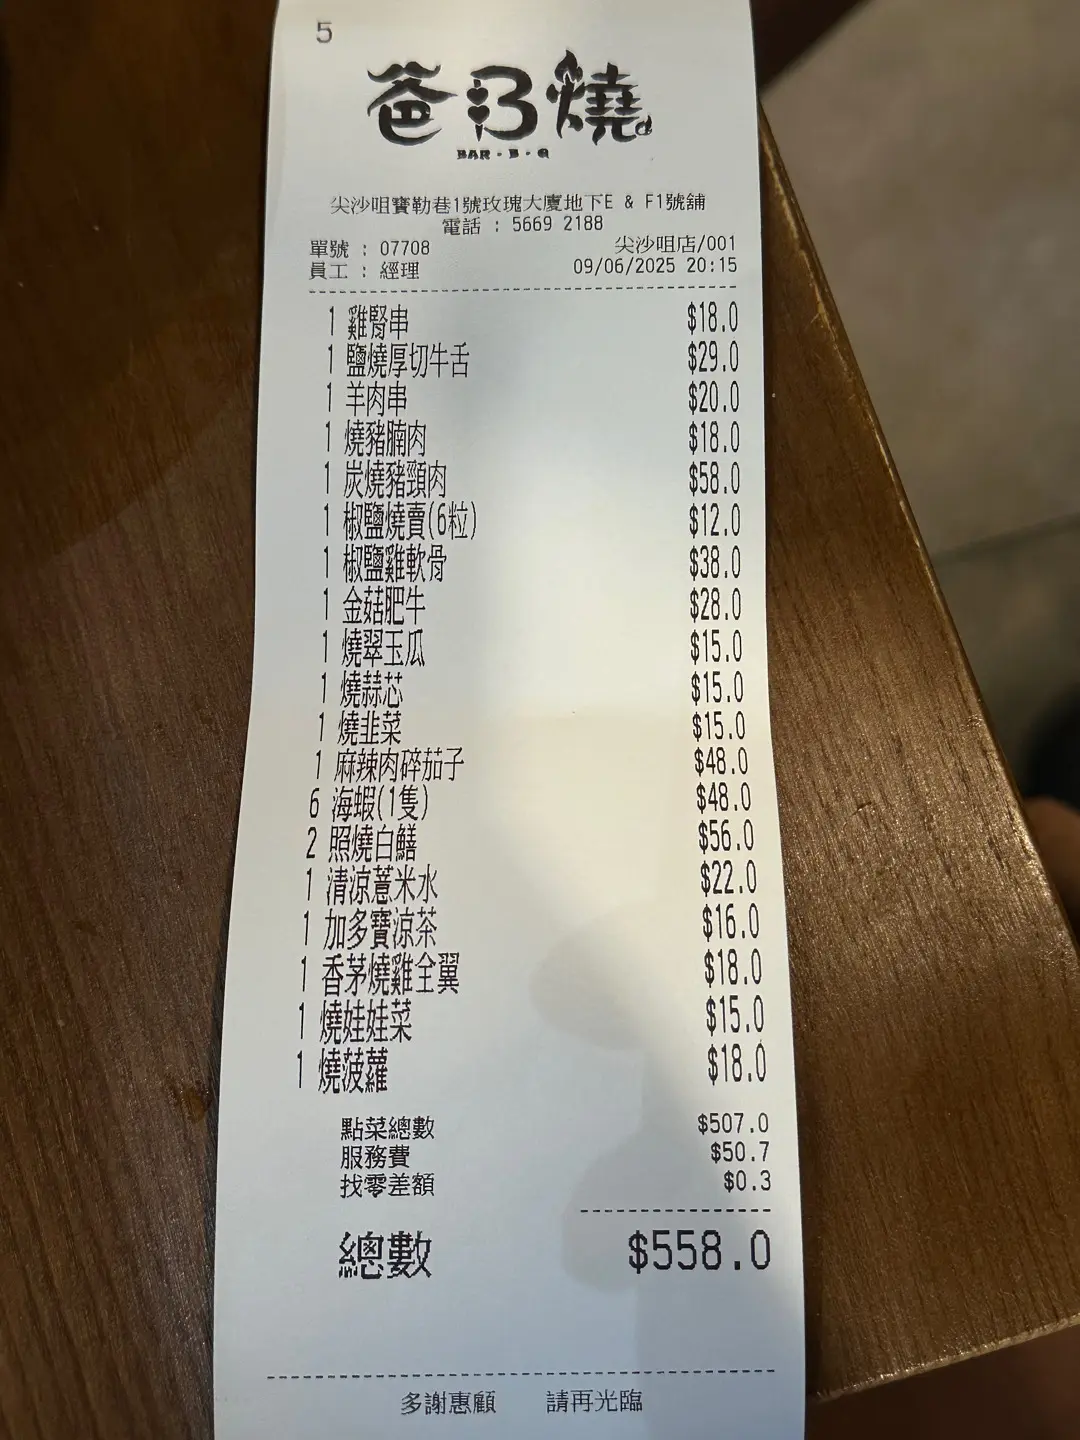 5
爸B燒
BAR·B·Q
尖沙咀寶勒巷1號玫瑰大廈地下E & F1號舖
電話 : 5669 2188
單號 : 07708 尖沙咀店/001
員工 : 經理 09/06/2025 20:15
1 雞腎串 $18.0
1 鹽燒厚切牛舌 $29.0
1 羊肉串 $20.0
1 燒豬腩肉 $18.0
1 炭燒豬頸肉 $58.0
1 椒鹽燒賣(6粒) $12.0
1 椒鹽雞軟骨 $38.0
1 金菇肥牛 $28.0
1 燒翠玉瓜 $15.0
1 燒蒜芯 $15.0
1 燒韭菜 $15.0
1 麻辣肉碎茄子 $48.0
6 海蝦(1隻) $48.0
2 照燒白鱔 $56.0
1 清涼薏米水 $22.0
1 加多寶涼茶 $16.0
1 香茅燒雞全翼 $18.0
1 燒娃娃菜 $15.0
1 燒菠蘿 $18.0
點菜總數 $507.0
服務費 $50.7
找零差額 $0.3
總數 $558.0
多謝惠顧 請再光臨